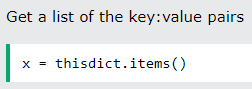 Get a list of the key:value pairs
x = thisdict.items()